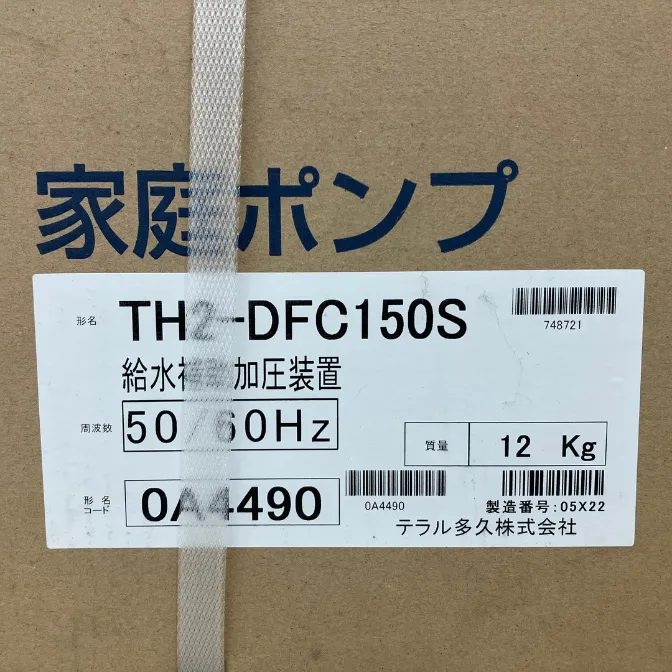 家庭ポンプ
形名 TH2-DFC150S
748721
給水補助加圧装置
周波数 50/60Hz
質量 12 Kg
形名コード 0A4490
0A4490
製造番号:05X22
テラル多久株式会社